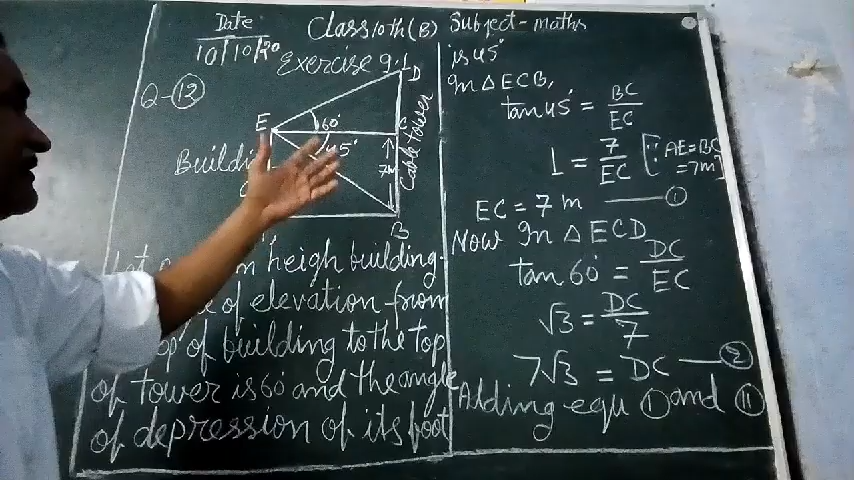 Date
10/10/20
Class 10th (B) Subject - maths
Exercise 9.1
Q-12
D
E
60°
C
45°
7m
Cable tower
B
heigh building.
of elevation from
of building to the top
of tower is 60° and the angle
of depression of its foot
is 45°
In △ECB,
tan 45° = BC/EC
1 = 7/EC [∵ AE=BC
=7m]
EC = 7 m —— ①
Now In △ECD
tan 60° = DC/EC
√3 = DC/7
7√3 = DC — ②
Adding equ ① and ⑪